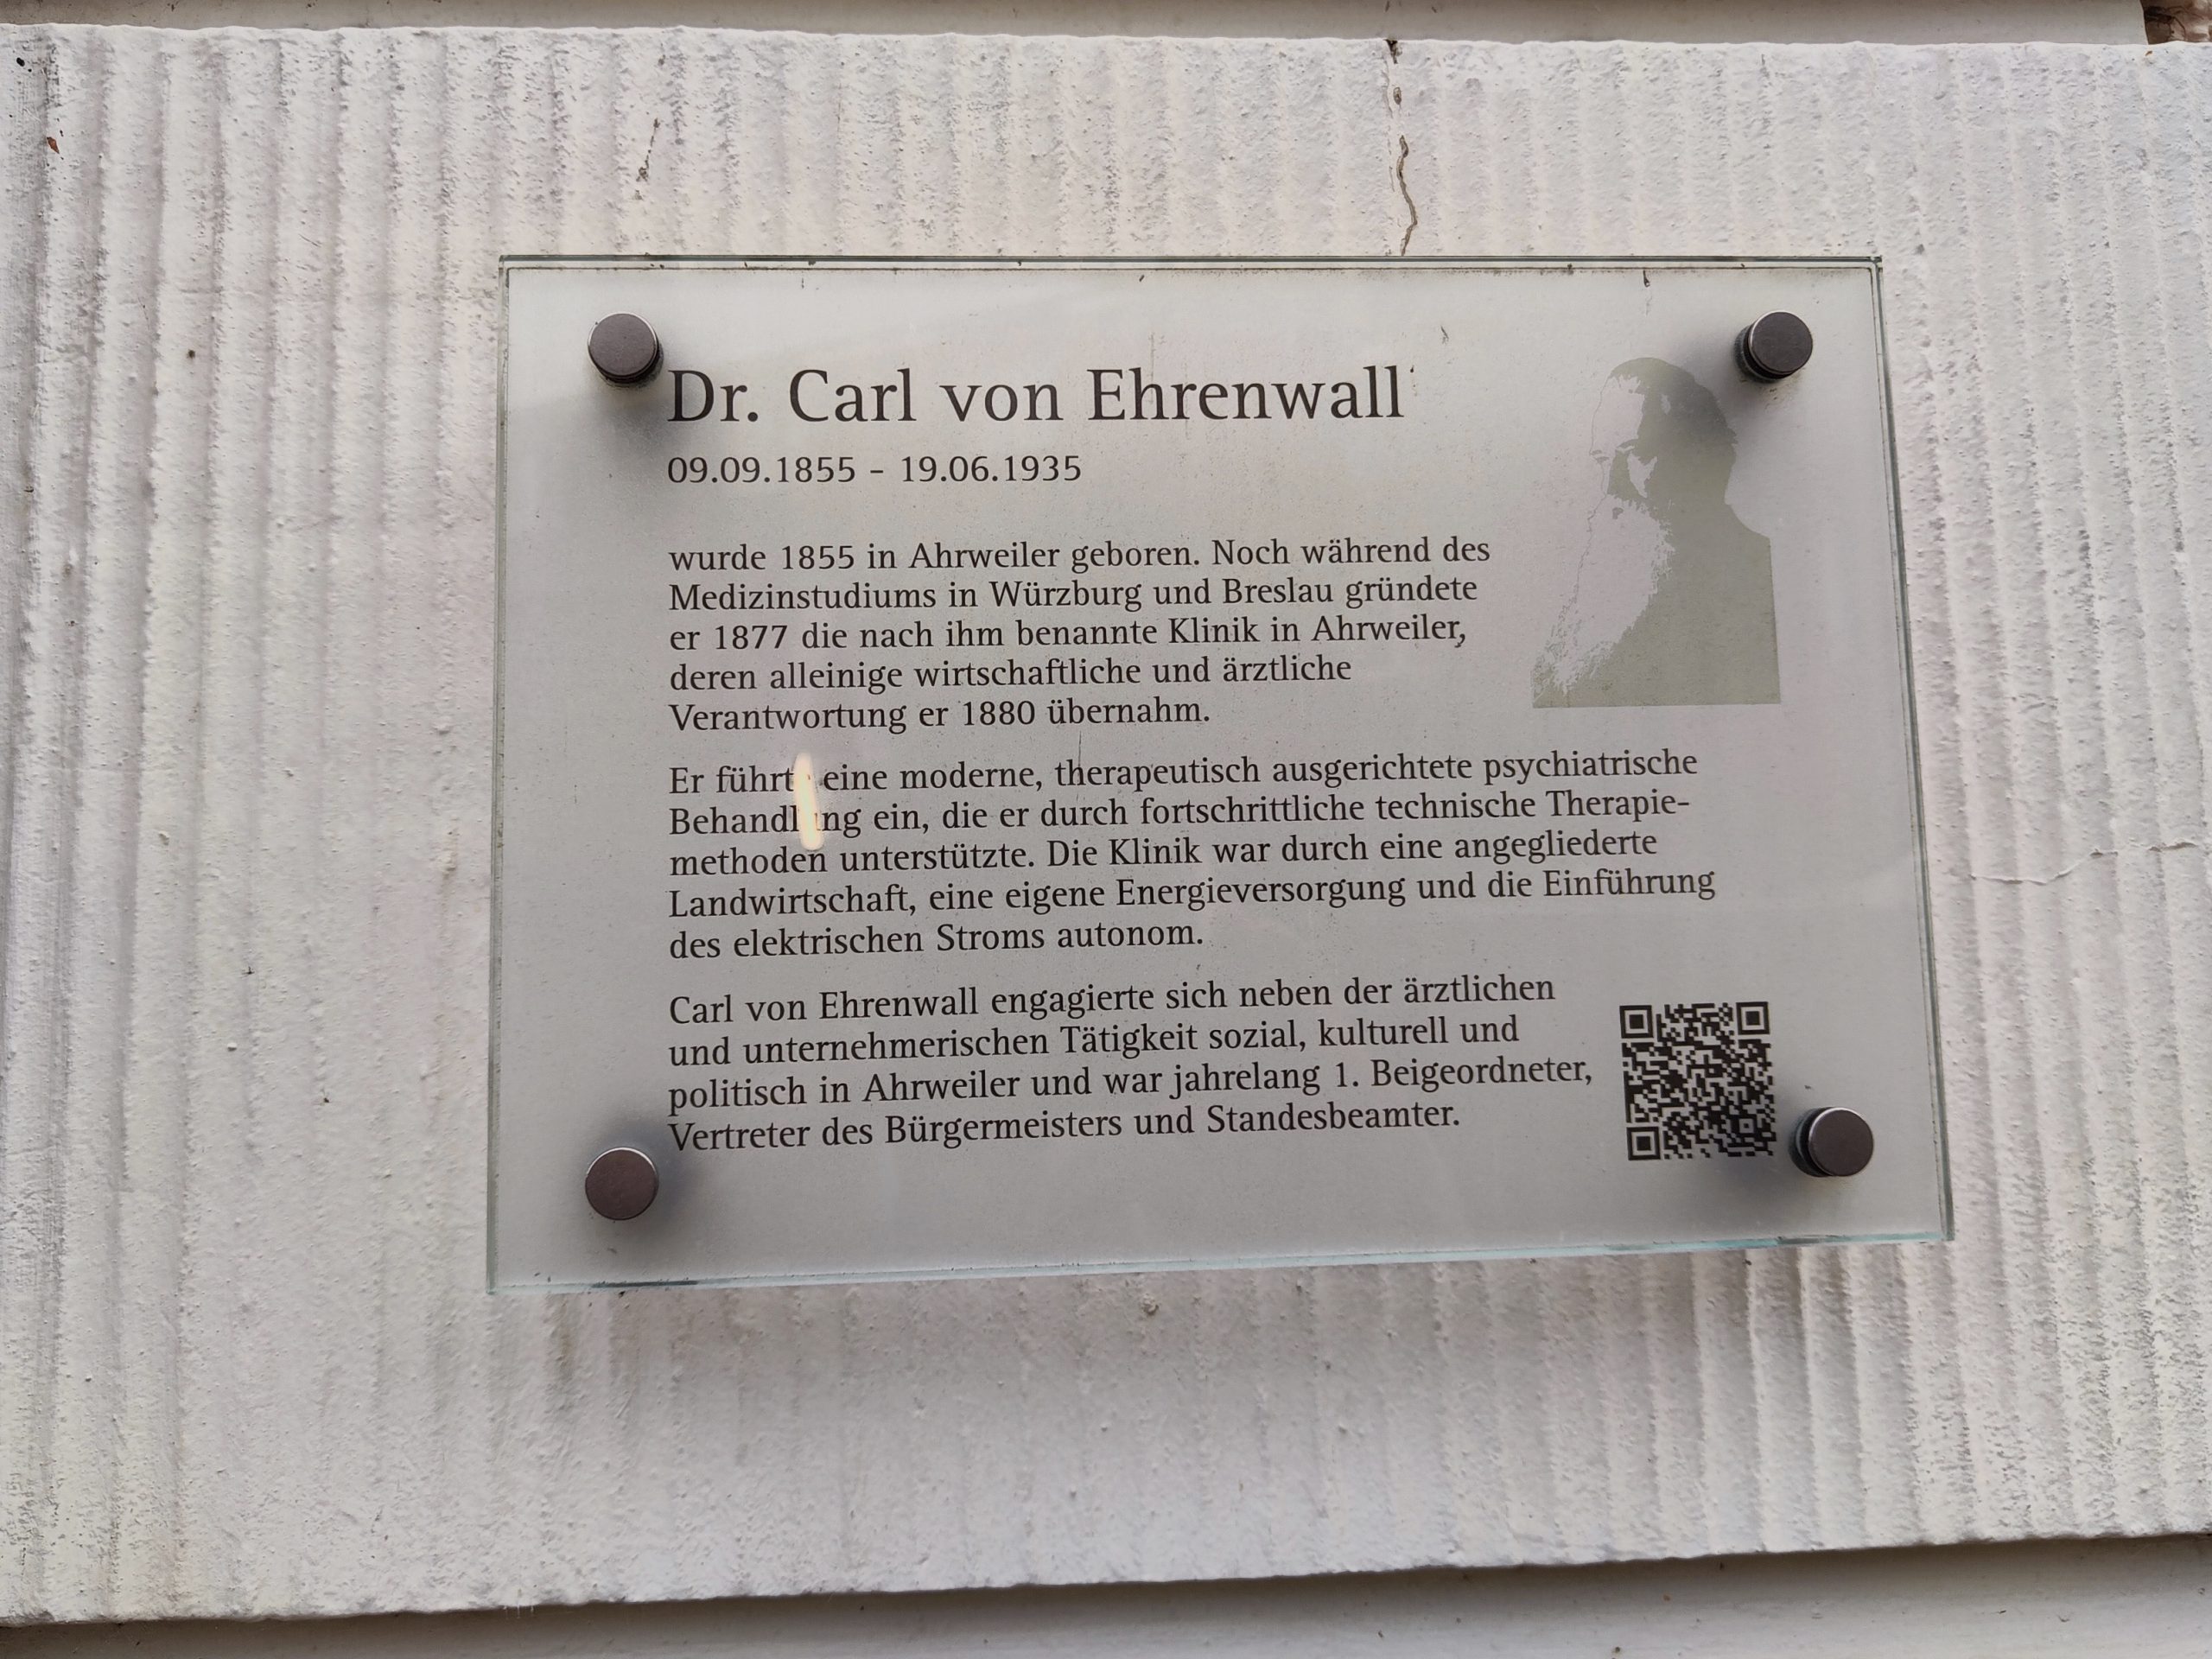 Dr. Carl von Ehrenwall
09.09.1855 - 19.06.1935
wurde 1855 in Ahrweiler geboren. Noch während des
Medizinstudiums in Würzburg und Breslau gründete
er 1877 die nach ihm benannte Klinik in Ahrweiler,
deren alleinige wirtschaftliche und ärztliche
Verantwortung er 1880 übernahm.
Er führte eine moderne, therapeutisch ausgerichtete psychiatrische
Behandlung ein, die er durch fortschrittliche technische Therapie-
methoden unterstützte. Die Klinik war durch eine angegliederte
Landwirtschaft, eine eigene Energieversorgung und die Einführung
des elektrischen Stroms autonom.
Carl von Ehrenwall engagierte sich neben der ärztlichen
und unternehmerischen Tätigkeit sozial, kulturell und
politisch in Ahrweiler und war jahrelang 1. Beigeordneter,
Vertreter des Bürgermeisters und Standesbeamter.